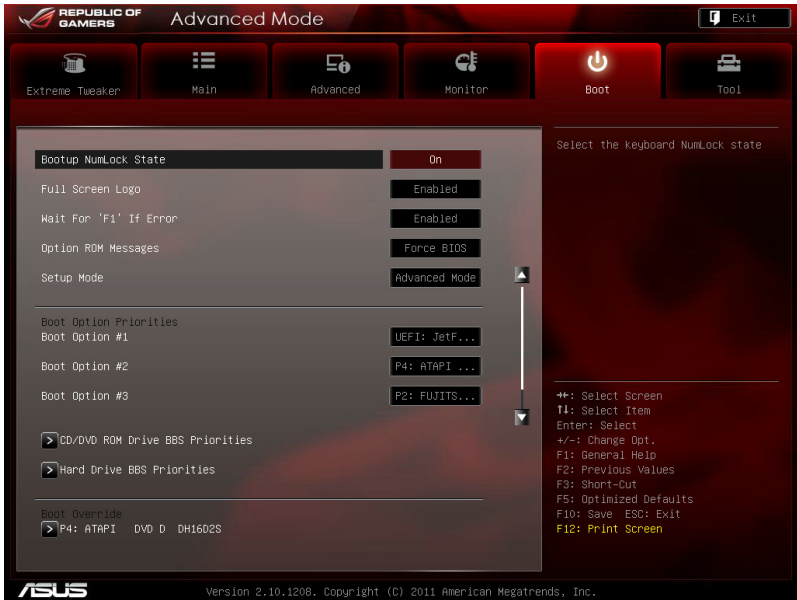 REPUBLIC OF
GAMERS
Advanced Mode
Exit
Extreme Tweaker
Main
Advanced
Monitor
Boot
Tool
Bootup NumLock State On
Full Screen Logo Enabled
Wait For 'F1' If Error Enabled
Option ROM Messages Force BIOS
Setup Mode Advanced Mode
Boot Option Priorities
Boot Option #1 UEFI: JetF...
Boot Option #2 P4: ATAPI ...
Boot Option #3 P2: FUJITS...
> CD/DVD ROM Drive BBS Priorities
> Hard Drive BBS Priorities
Boot Override
> P4: ATAPI DVD D DH16D2S
Select the keyboard NumLock state
→←: Select Screen
↑↓: Select Item
Enter: Select
+/-: Change Opt.
F1: General Help
F2: Previous Values
F3: Short-Cut
F5: Optimized Defaults
F10: Save ESC: Exit
F12: Print Screen
ASUS
Version 2.10.1208. Copyright (C) 2011 American Megatrends, Inc.